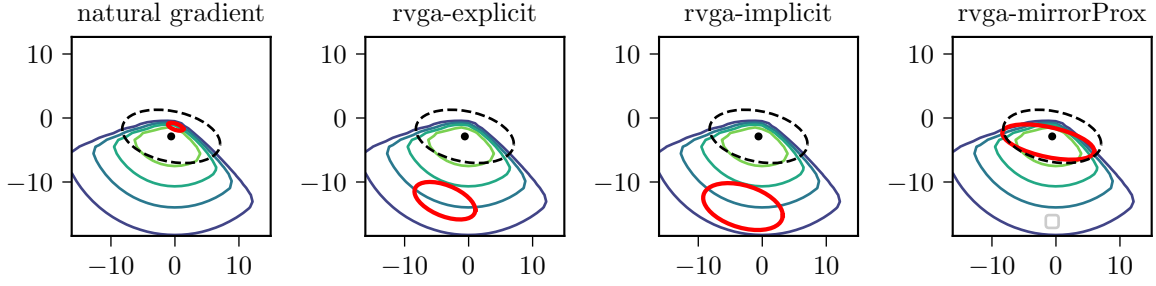 natural gradient rvga-explicit rvga-implicit rvga-mirrorProx
10 10 10 10
0 0 0 0
−10 −10 −10 −10
−10 0 10 −10 0 10 −10 0 10 −10 0 10